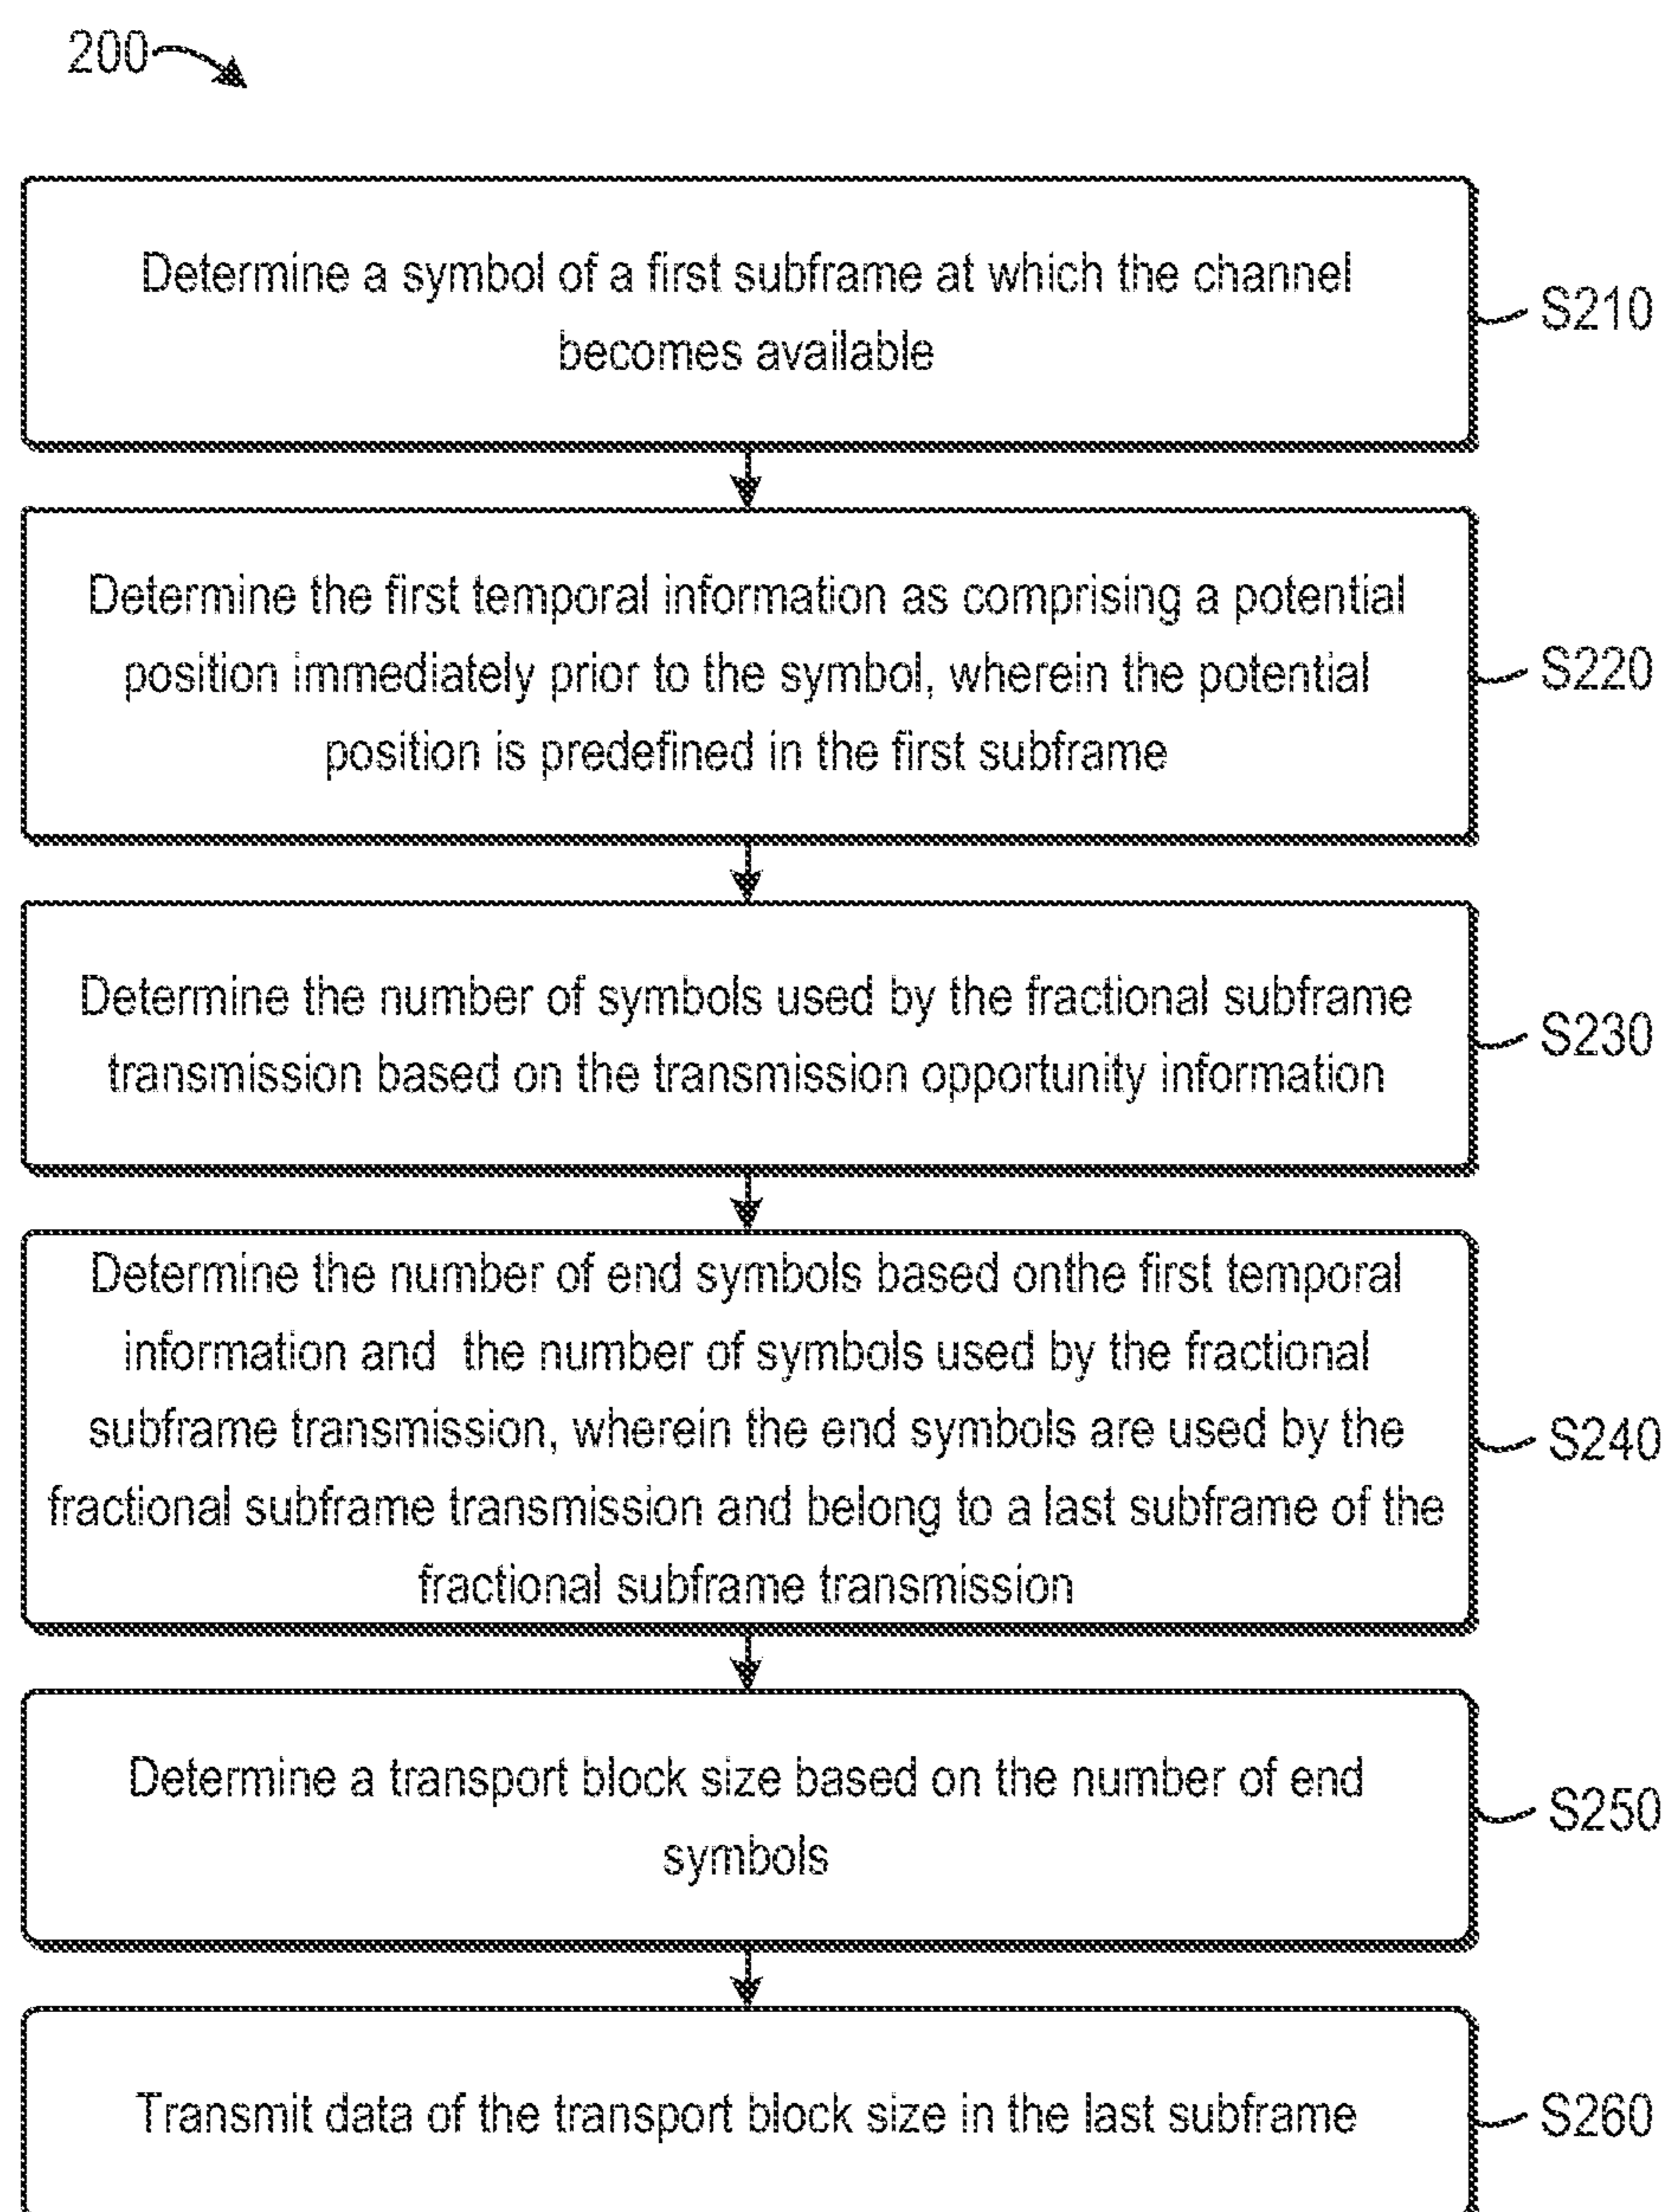 200
Determine a symbol of a first subframe at which the channel
becomes available
S210
Determine the first temporal information as comprising a potential
position immediately prior to the symbol, wherein the potential
position is predefined in the first subframe
S220
Determine the number of symbols used by the fractional subframe
transmission based on the transmission opportunity information
S230
Determine the number of end symbols based onthe first temporal
information and the number of symbols used by the fractional
subframe transmission, wherein the end symbols are used by the
fractional subframe transmission and belong to a last subframe of the
fractional subframe transmission
S240
Determine a transport block size based on the number of end
symbols
S250
Transmit data of the transport block size in the last subframe
S260